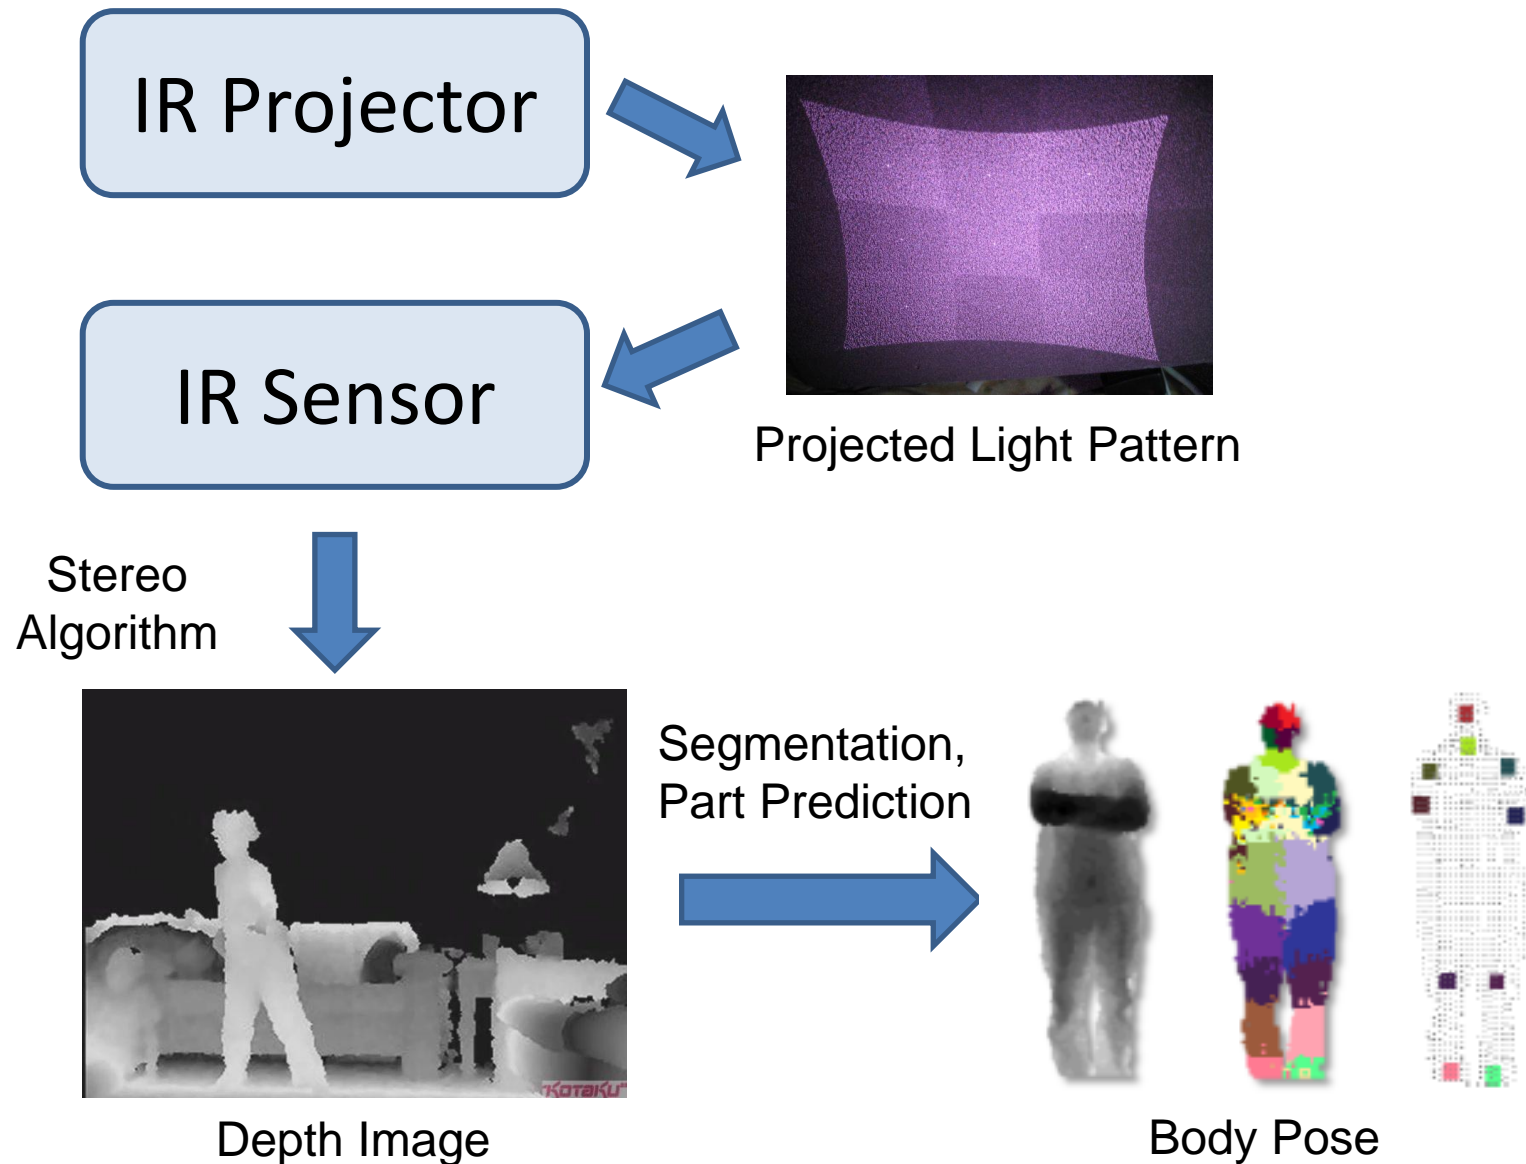 IR Projector
IR Sensor
Projected Light Pattern
Stereo
Algorithm
Segmentation,
Part Prediction
KOTAKU
Depth Image
Body Pose